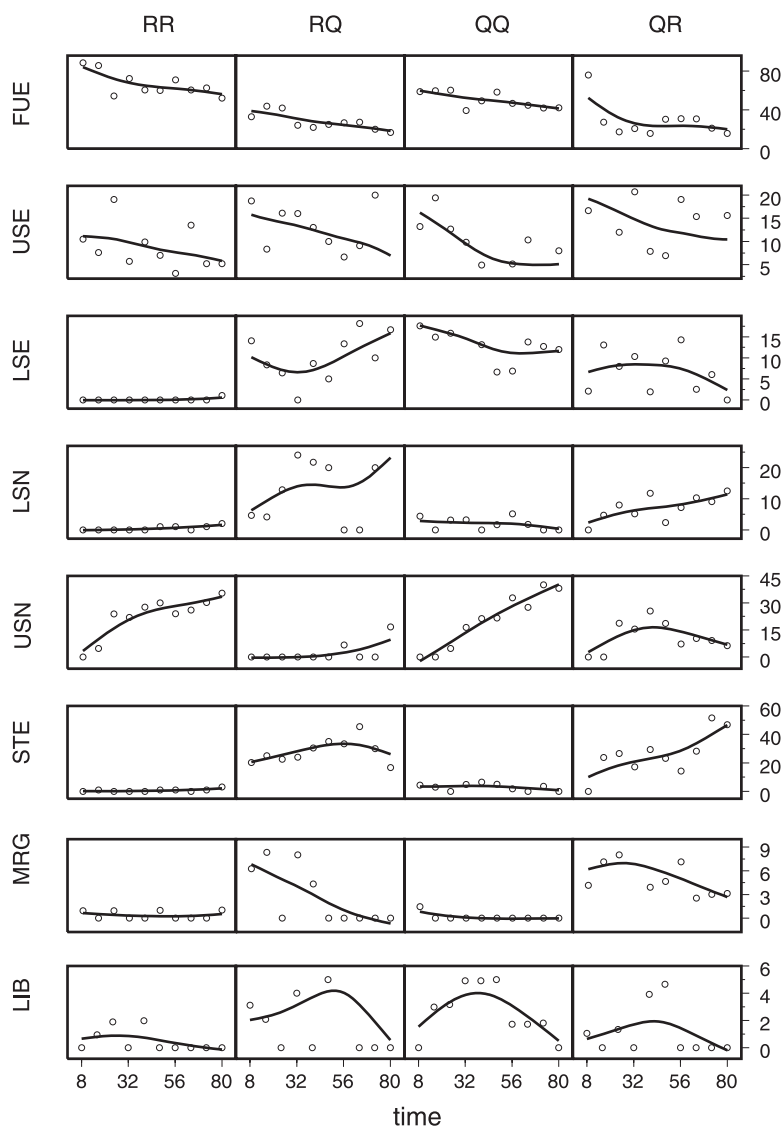 RR RQ QQ QR
FUE 80 40 0
USE 20 15 10 5
LSE 15 10 5 0
LSN 20 10 0
USN 45 30 15 0
STE 60 40 20 0
MRG 9 6 3 0
LIB 6 4 2 0
8 32 56 80 8 32 56 80 8 32 56 80 8 32 56 80
time